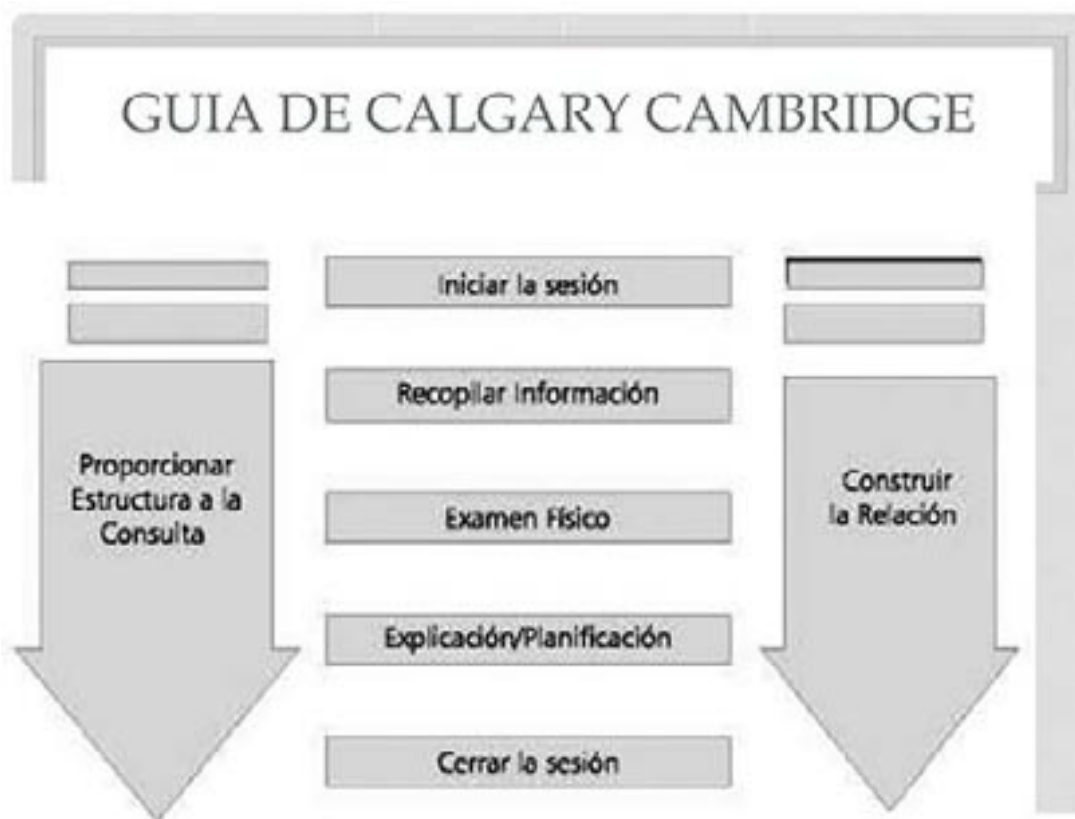 GUIA DE CALGARY CAMBRIDGE
Iniciar la sesión
Recopilar Información
Proporcionar
Estructura a la
Consulta
Construir
la Relación
Examen Físico
Explicación/Planificación
Cerrar la sesión